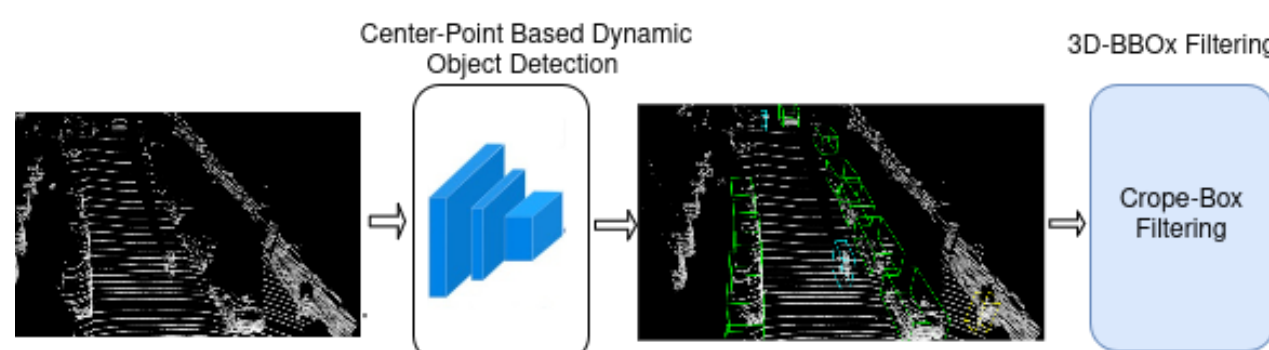 Center-Point Based Dynamic
Object Detection
3D-BBOx Filtering
Crope-Box
Filtering